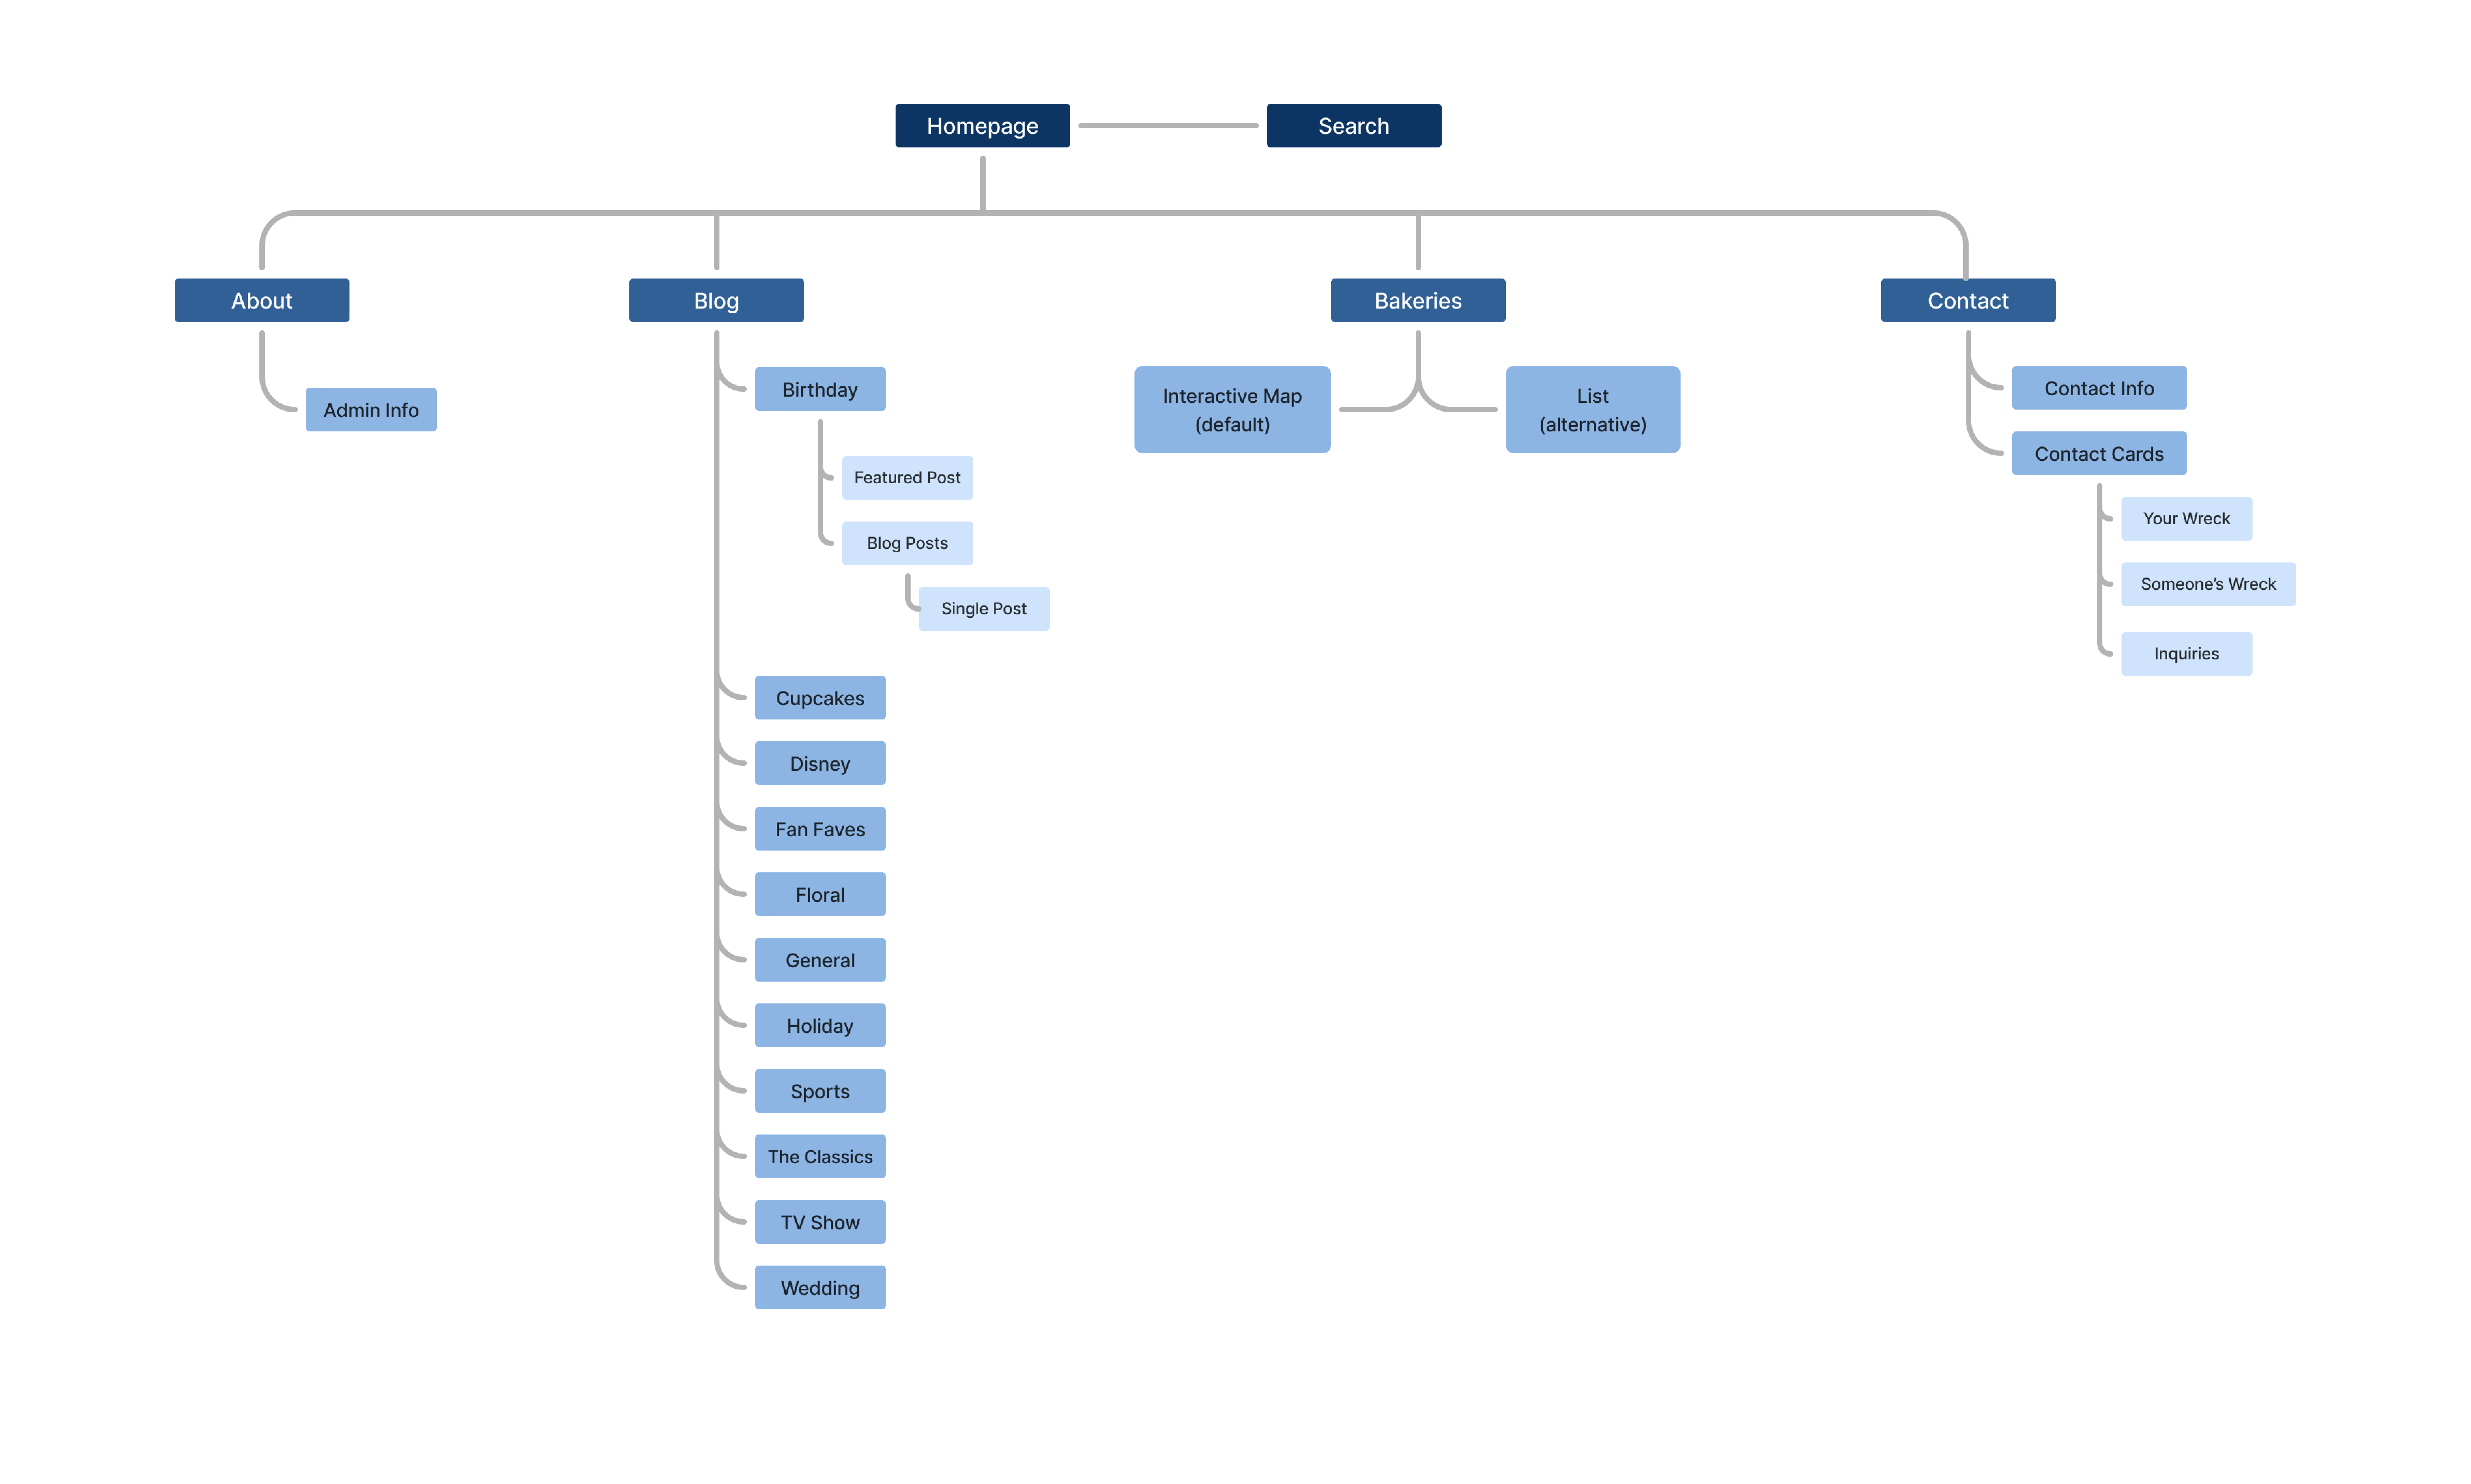 Homepage
Search
About
Blog
Bakeries
Contact
Admin Info
Birthday
Featured Post
Blog Posts
Single Post
Cupcakes
Disney
Fan Faves
Floral
General
Holiday
Sports
The Classics
TV Show
Wedding
Interactive Map
(default)
List
(alternative)
Contact Info
Contact Cards
Your Wreck
Someone’s Wreck
Inquiries